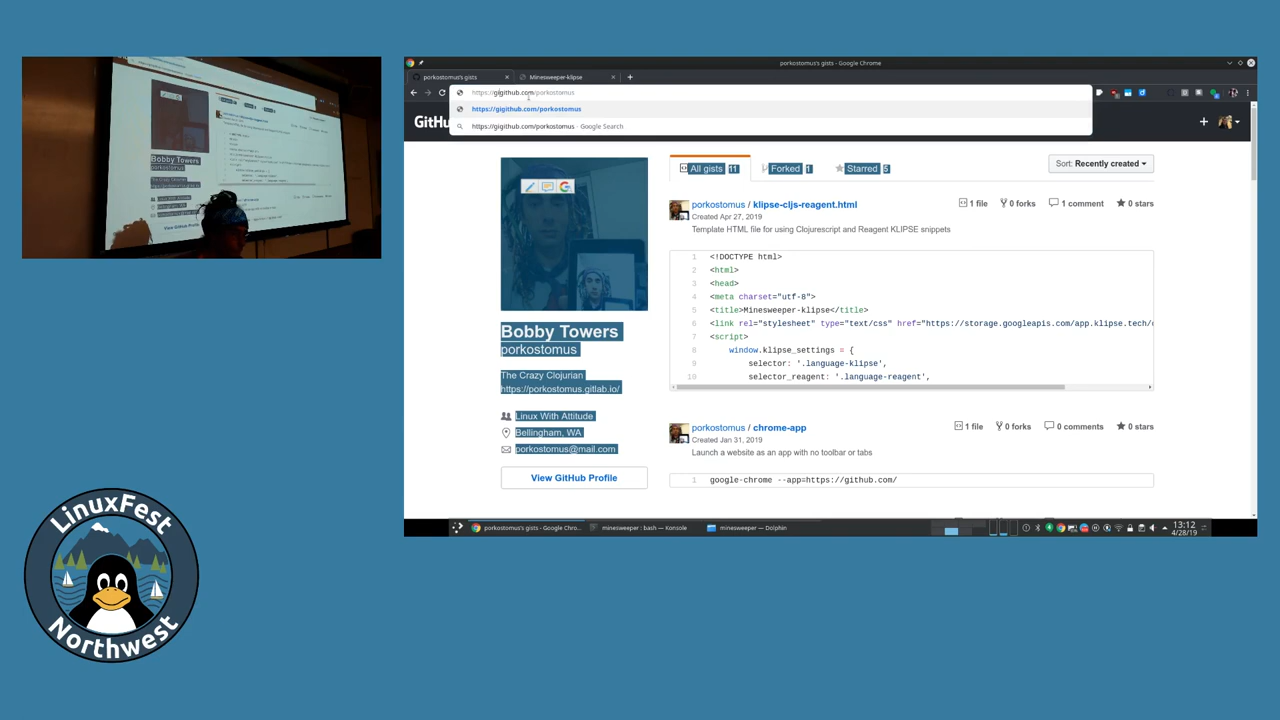 porkostomus's gists - Google Chrome
porkostomus's gists
Minesweeper-klipse
https://gigithub.com/porkostomus
https://gigithub.com/porkostomus
https://gigithub.com/porkostomus - Google Search
GitH
All gists 11
Forked 1
Starred 5
Sort: Recently created
porkostomus / klipse-cljs-reagent.html
1 file
0 forks
1 comment
0 stars
Created Apr 27, 2019
Template HTML file for using Clojurescript and Reagent KLIPSE snippets
1 <!DOCTYPE html>
2 <html>
3 <head>
4 <meta charset="utf-8">
5 <title>Minesweeper-klipse</title>
6 <link rel="stylesheet" type="text/css" href="https://storage.googleapis.com/app.klipse.tech/c
7 <script>
8 window.klipse_settings = {
9 selector: '.language-klipse',
10 selector_reagent: '.language-reagent',
Bobby Towers
porkostomus
The Crazy Clojurian
https://porkostomus.gitlab.io/
Linux With Attitude
Bellingham, WA
porkostomus@mail.com
View GitHub Profile
porkostomus / chrome-app
1 file
0 forks
0 comments
0 stars
Created Jan 31, 2019
Launch a website as an app with no toolbar or tabs
1 google-chrome --app=https://github.com/
porkostomus's gists - Google Chro...
minesweeper : bash — Konsole
minesweeper — Dolphin
13:12
4/28/19
Bobby Towers
porkostomus
View GitHub Profile
LinuxFest
Northwest